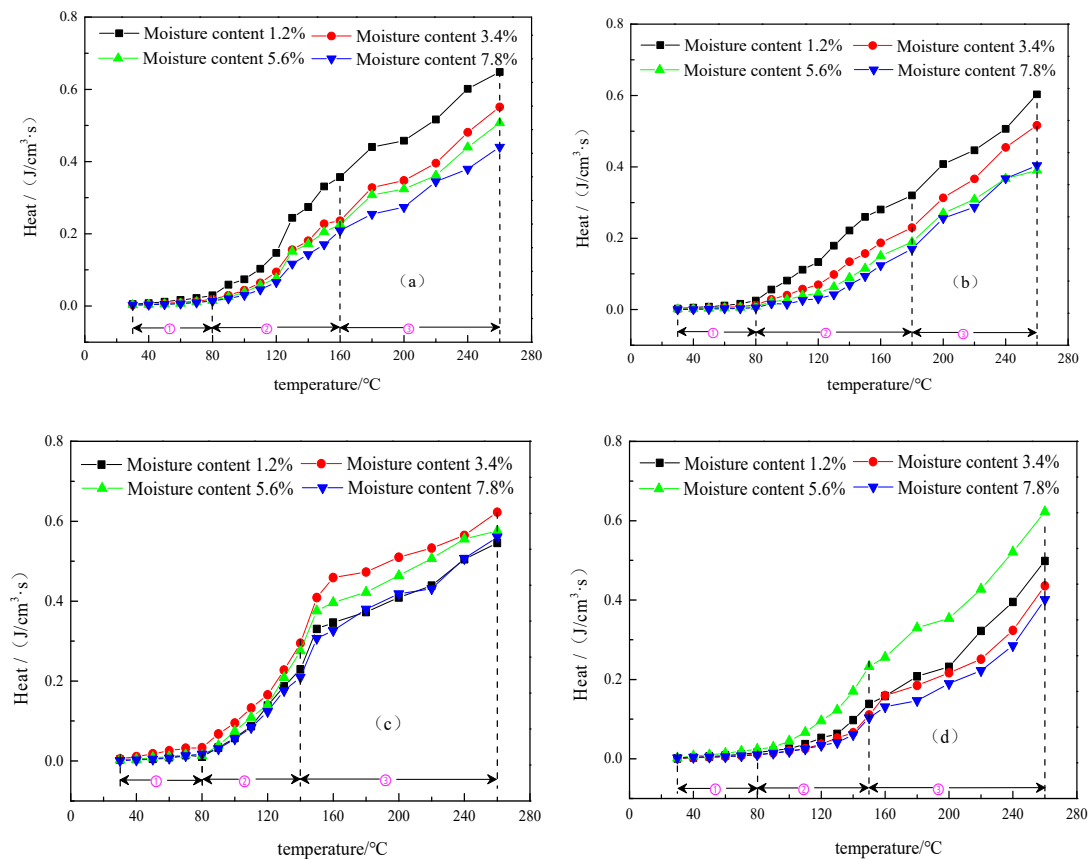 0.8
0.6
0.4
0.2
0.0
Heat /（J/cm³·s）
Moisture content 1.2%
Moisture content 3.4%
Moisture content 5.6%
Moisture content 7.8%
（a）
① ② ③
0 40 80 120 160 200 240 280
temperature/℃
0.8
0.6
0.4
0.2
0.0
Heat /（J/cm³·s）
Moisture content 1.2%
Moisture content 3.4%
Moisture content 5.6%
Moisture content 7.8%
（b）
① ② ③
0 40 80 120 160 200 240 280
temperature/℃
0.8
0.6
0.4
0.2
0.0
Heat /（J/cm³·s）
Moisture content 1.2%
Moisture content 3.4%
Moisture content 5.6%
Moisture content 7.8%
（c）
① ② ③
0 40 80 120 160 200 240 280
temperature/℃
0.8
0.6
0.4
0.2
0.0
Heat /（J/cm³·s）
Moisture content 1.2%
Moisture content 3.4%
Moisture content 5.6%
Moisture content 7.8%
（d）
① ② ③
0 40 80 120 160 200 240 280
temperature/℃